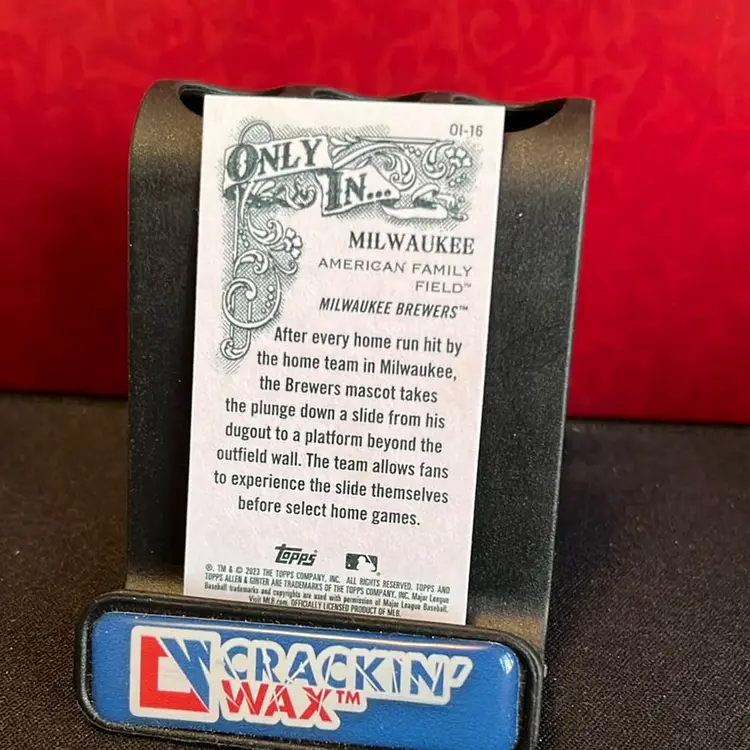 OI-16
ONLY
IN...
MILWAUKEE
AMERICAN FAMILY
FIELD™
MILWAUKEE BREWERS™
After every home run hit by
the home team in Milwaukee,
the Brewers mascot takes
the plunge down a slide from his
dugout to a platform beyond the
outfield wall. The team allows fans
to experience the slide themselves
before select home games.
topps
®, TM & © 2023 THE TOPPS COMPANY, INC. ALL RIGHTS RESERVED. TOPPS AND
TOPPS ALLEN & GINTER ARE TRADEMARKS OF THE TOPPS COMPANY, INC. Major League
Baseball trademarks and copyrights are used with permission of Major League Baseball.
Visit MLB.com. OFFICIALLY LICENSED PRODUCT OF MLB.
CRACKIN'
WAX™